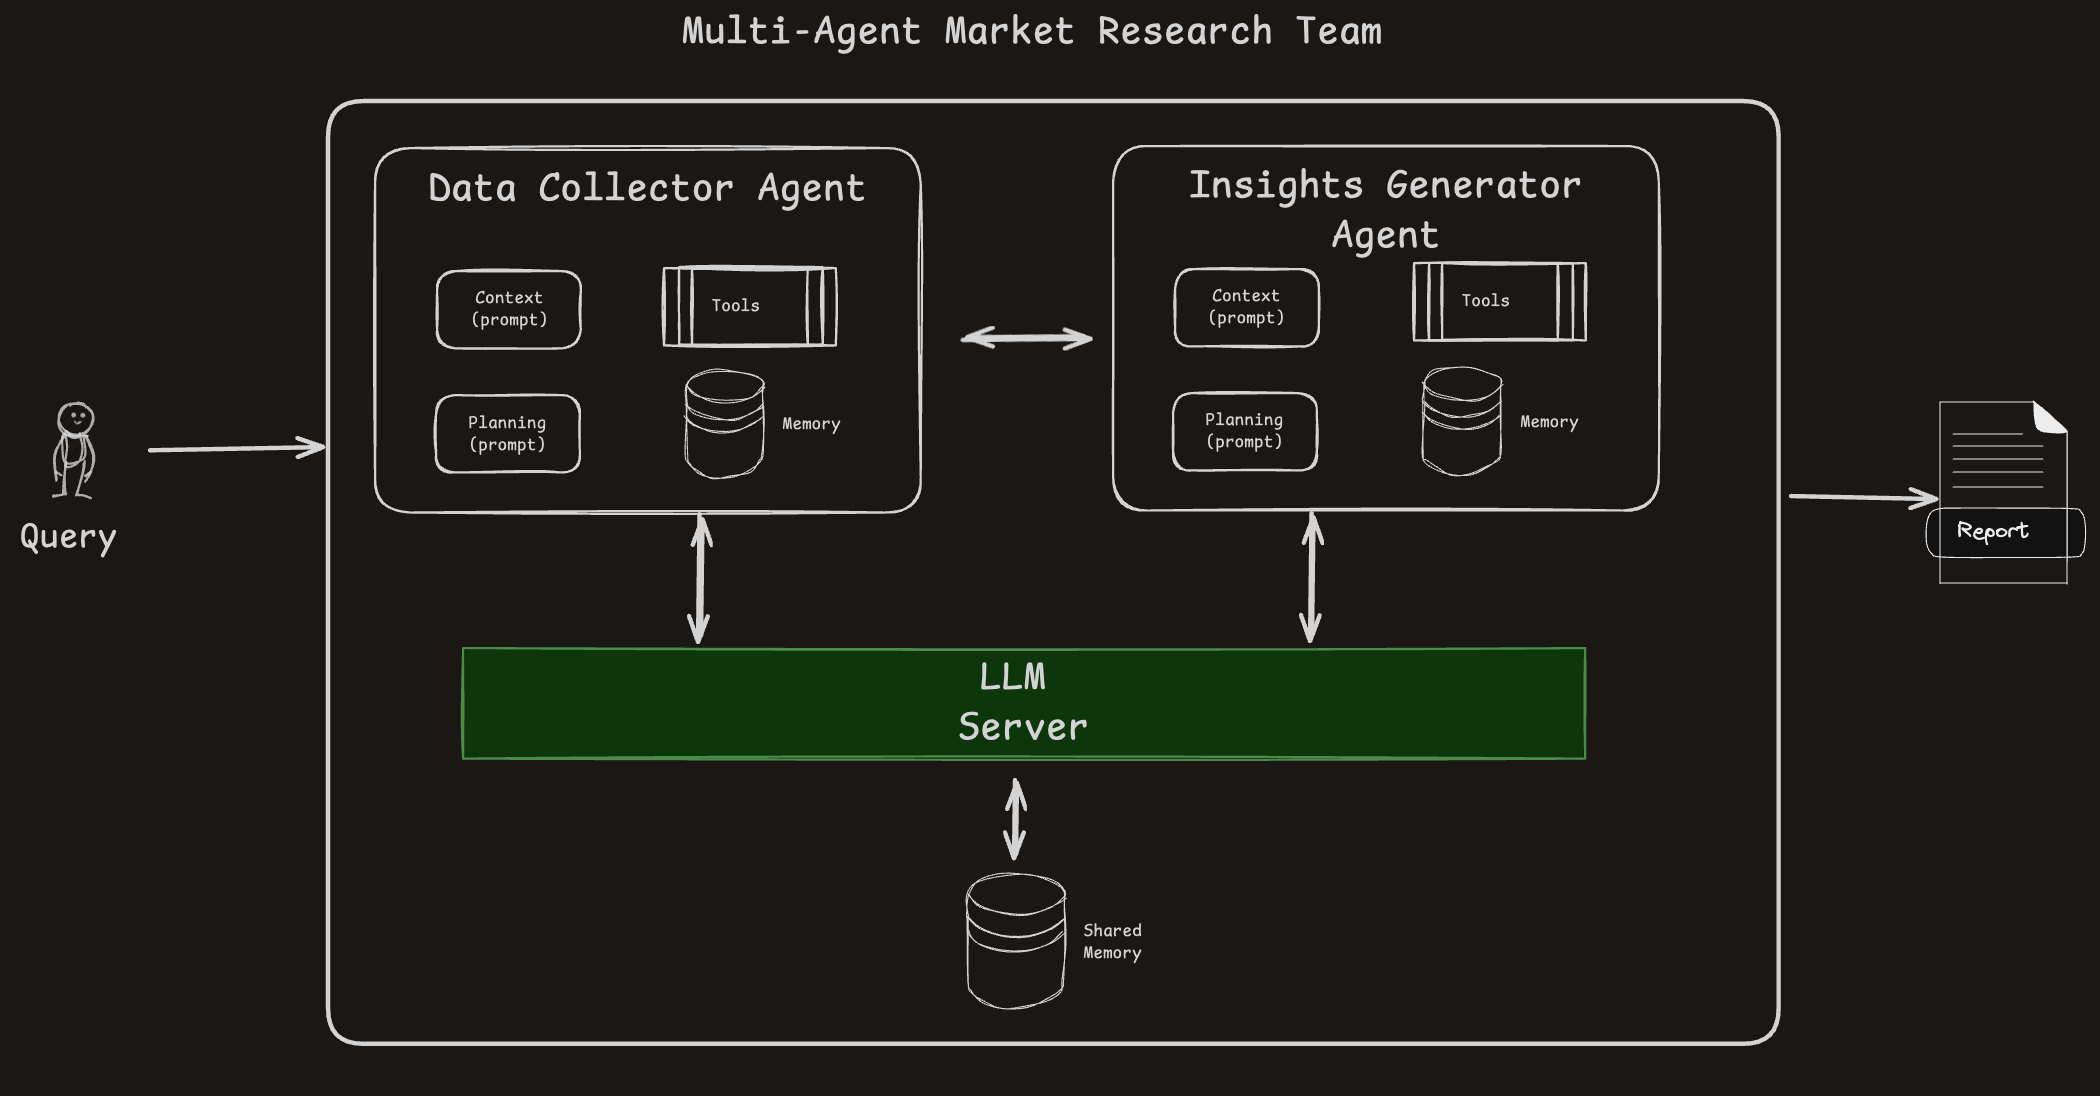 Multi-Agent Market Research Team
Data Collector Agent
Context
(prompt)
Tools
Planning
(prompt)
Memory
Insights Generator
Agent
Context
(prompt)
Tools
Planning
(prompt)
Memory
Query
Report
LLM
Server
Shared
Memory